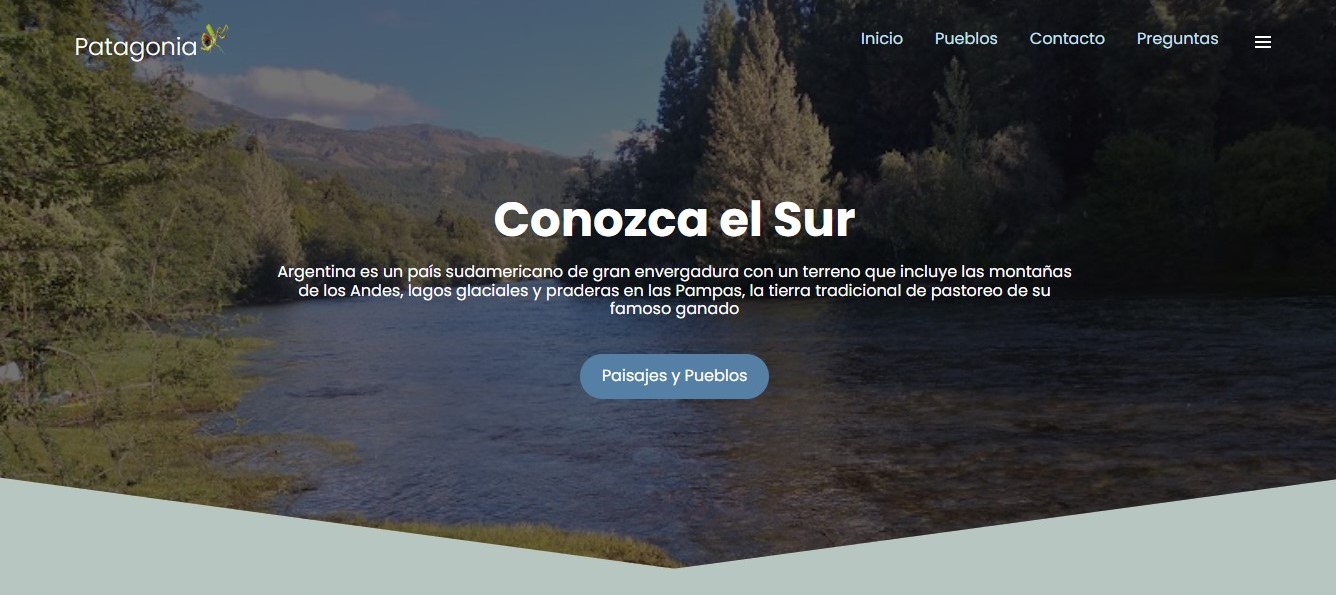 Patagonia
Inicio Pueblos Contacto Preguntas
Conozca el Sur
Argentina es un país sudamericano de gran envergadura con un terreno que incluye las montañas
de los Andes, lagos glaciales y praderas en las Pampas, la tierra tradicional de pastoreo de su
famoso ganado
Paisajes y Pueblos